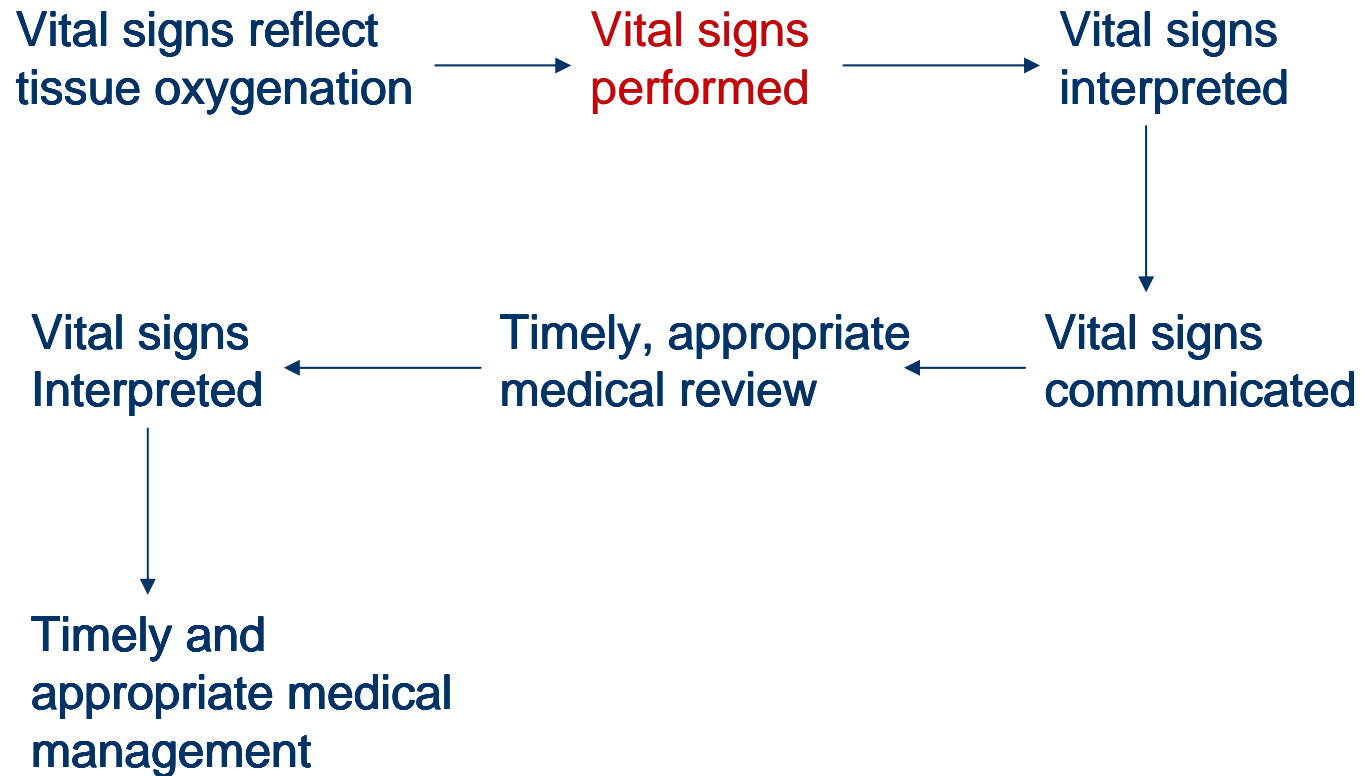 Vital signs reflect
tissue oxygenation
Vital signs
performed
Vital signs
interpreted
Vital signs
communicated
Timely, appropriate
medical review
Vital signs
Interpreted
Timely and
appropriate medical
management